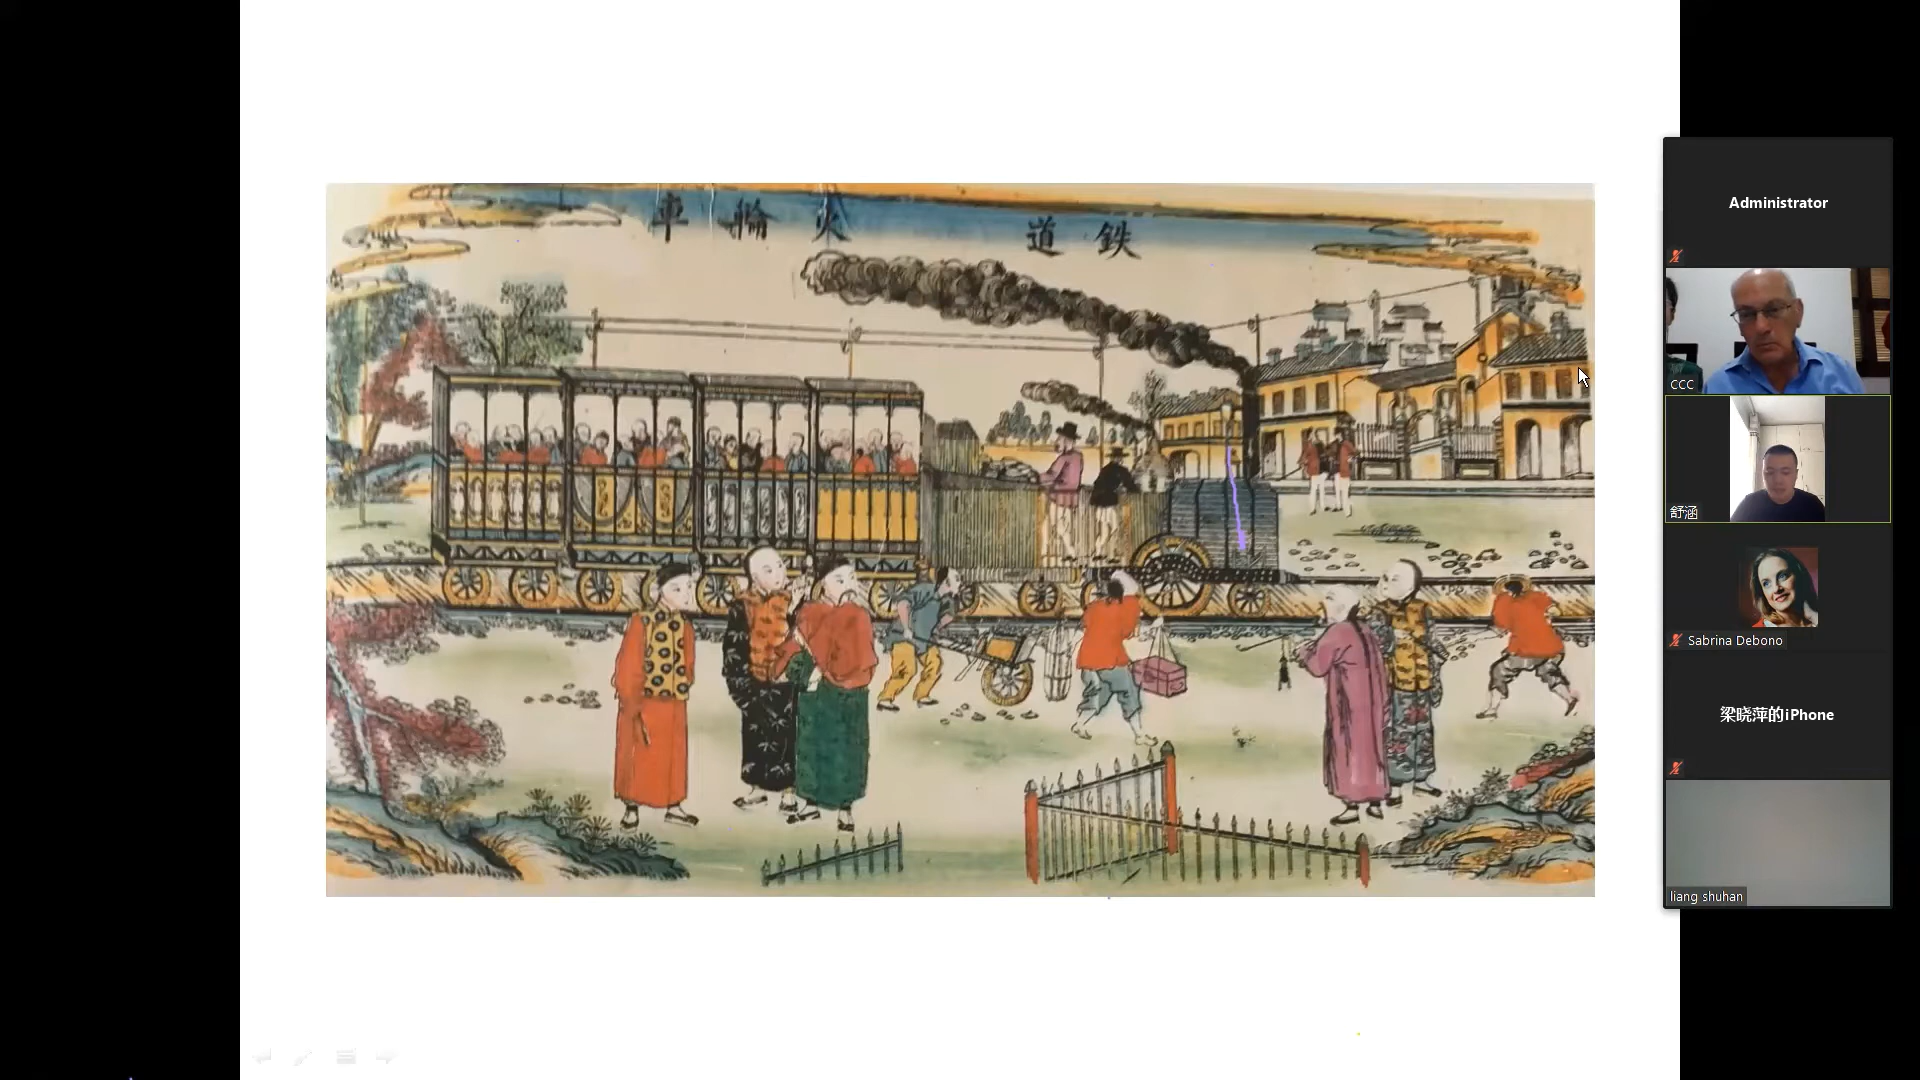 鉄道 火輪車
Administrator
CCC
舒涵
Sabrina Debono
梁晓萍的iPhone
liang shuhan